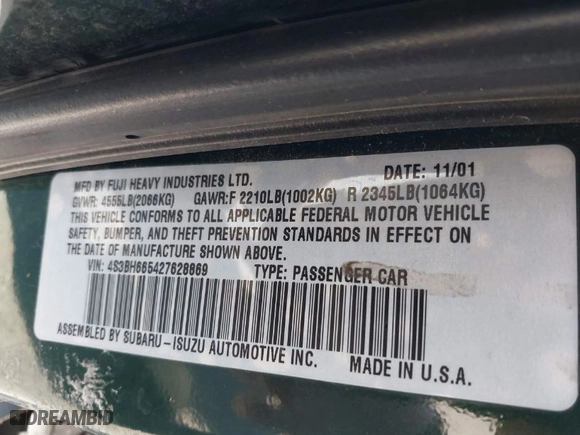 MFD BY FUJI HEAVY INDUSTRIES LTD. DATE: 11/01
GVWR: 4555LB(2066KG) GAWR:F 2210LB(1002KG) R 2345LB(1064KG)
THIS VEHICLE CONFORMS TO ALL APPLICABLE FEDERAL MOTOR VEHICLE
SAFETY, BUMPER, AND THEFT PREVENTION STANDARDS IN EFFECT ON
THE DATE OF MANUFACTURE SHOWN ABOVE.
VIN: 4S3BH665427628869 TYPE: PASSENGER CAR
ASSEMBLED BY SUBARU-ISUZU AUTOMOTIVE INC. MADE IN U.S.A.
DREAMBID